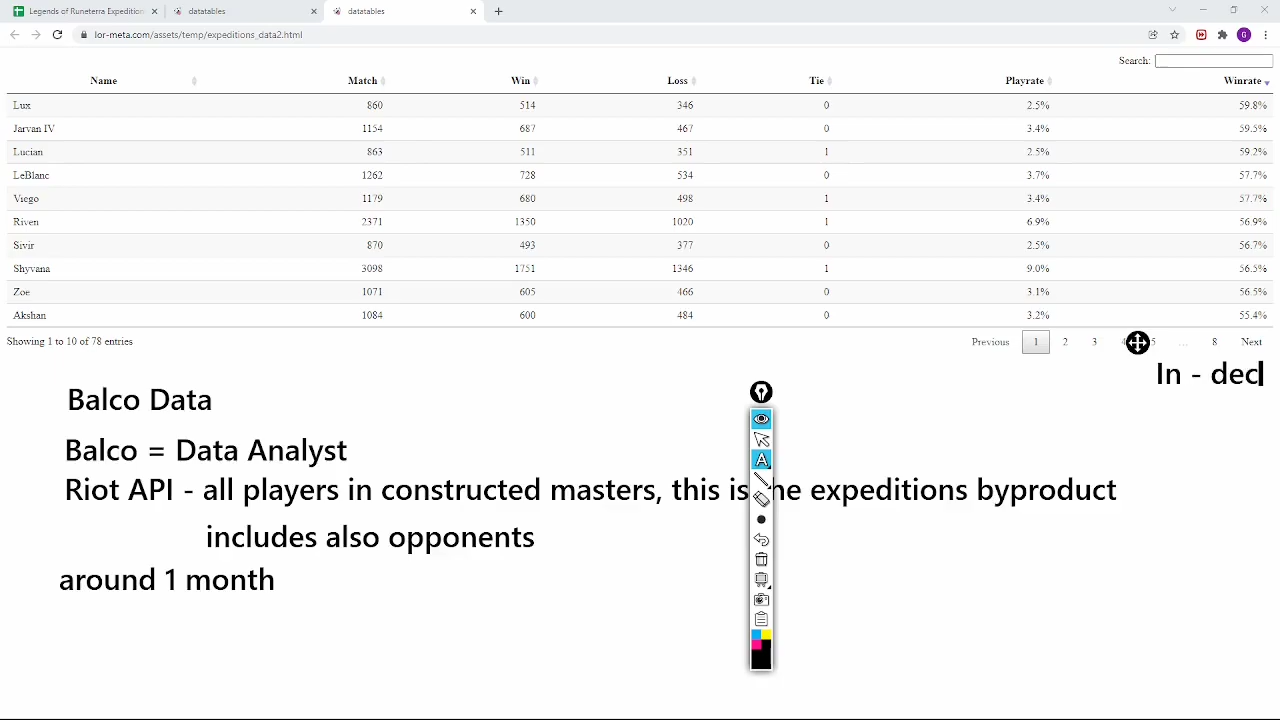 Legends of Runeterra Expedition
datatables
datatables
lor-meta.com/assets/temp/expeditions_data2.html
G
Search:
Name Match Win Loss Tie Playrate Winrate
Lux 860 514 346 0 2.5% 59.8%
Jarvan IV 1154 687 467 0 3.4% 59.5%
Lucian 863 511 351 1 2.5% 59.2%
LeBlanc 1262 728 534 0 3.7% 57.7%
Viego 1179 680 498 1 3.4% 57.7%
Riven 2371 1350 1020 1 6.9% 56.9%
Sivir 870 493 377 0 2.5% 56.7%
Shyvana 3098 1751 1346 1 9.0% 56.5%
Zoe 1071 605 466 0 3.1% 56.5%
Akshan 1084 600 484 0 3.2% 55.4%
Showing 1 to 10 of 78 entries Previous 1 2 3 4 5 … 8 Next
In - dec
Balco Data
Balco = Data Analyst
Riot API - all players in constructed masters, this is the expeditions byproduct
includes also opponents
around 1 month
A